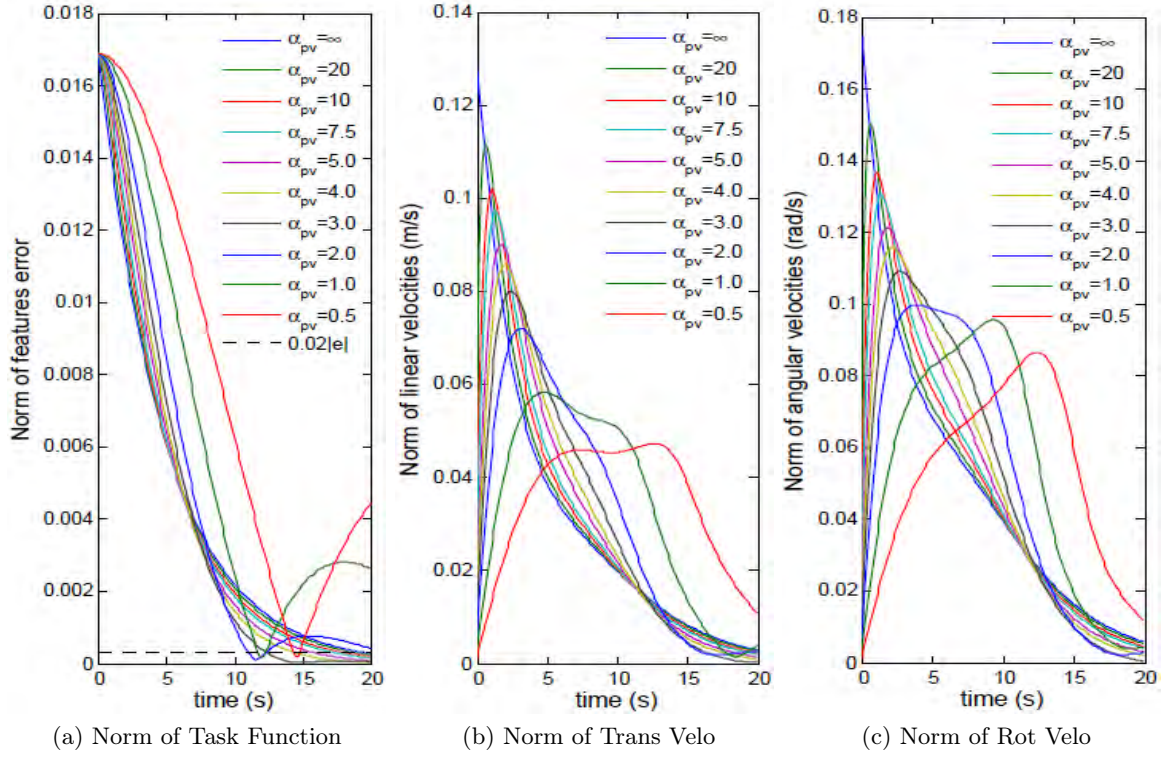 Norm of features error
0.018
0.016
0.014
0.012
0.01
0.008
0.006
0.004
0.002
0
0
5
10
15
20
time (s)
α_pv=∞
α_pv=20
α_pv=10
α_pv=7.5
α_pv=5.0
α_pv=4.0
α_pv=3.0
α_pv=2.0
α_pv=1.0
α_pv=0.5
0.02|e|
(a) Norm of Task Function
Norm of linear velocities (m/s)
0.14
0.12
0.1
0.08
0.06
0.04
0.02
0
0
5
10
15
20
time (s)
α_pv=∞
α_pv=20
α_pv=10
α_pv=7.5
α_pv=5.0
α_pv=4.0
α_pv=3.0
α_pv=2.0
α_pv=1.0
α_pv=0.5
(b) Norm of Trans Velo
Norm of angular velocities (rad/s)
0.18
0.16
0.14
0.12
0.1
0.08
0.06
0.04
0.02
0
0
5
10
15
20
time (s)
α_pv=∞
α_pv=20
α_pv=10
α_pv=7.5
α_pv=5.0
α_pv=4.0
α_pv=3.0
α_pv=2.0
α_pv=1.0
α_pv=0.5
(c) Norm of Rot Velo